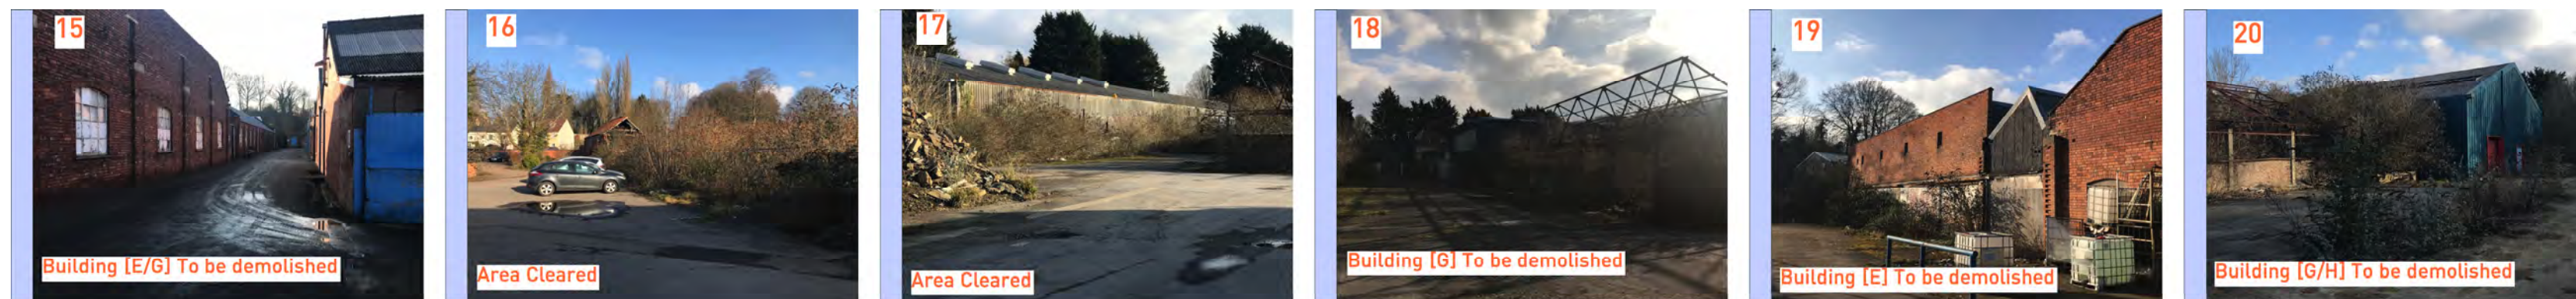 15
Building [E/G] To be demolished
16
Area Cleared
17
Area Cleared
18
Building [G] To be demolished
19
Building [E] To be demolished
20
Building [G/H] To be demolished